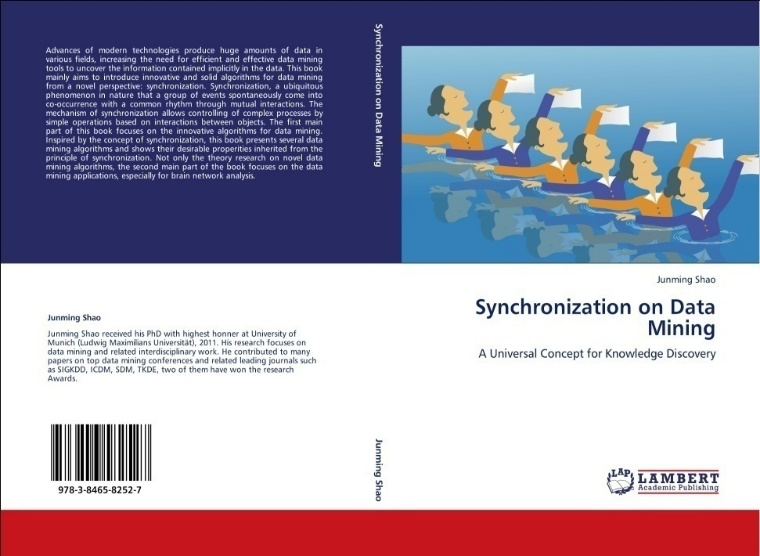 Advances of modern technologies produce huge amounts of data in
various fields, increasing the need for efficient and effective data mining
tools to uncover the information contained implicitly in the data. This book
mainly aims to introduce innovative and solid algorithms for data mining
from a novel perspective: synchronization. Synchronization, a ubiquitous
phenomenon in nature that a group of events spontaneously come into
co-occurrence with a common rhythm through mutual interactions. The
mechanism of synchronization allows controlling of complex processes by
simple operations based on interactions between objects. The first main
part of this book focuses on the innovative algorithms for data mining.
Inspired by the concept of synchronization, this book presents several data
mining algorithms and shows their desirable properities inherited from the
principle of synchronization. Not only the theory research on novel data
mining algorithms, the second main part of the book focuses on the data
mining applications, especially for brain network analysis.
Junming Shao
Junming Shao received his PhD with highest honner at University of
Munich (Ludwig Maximilians Universität), 2011. His research focuses on
data mining and related interdisciplinary work. He contributed to many
papers on top data mining conferences and related leading journals such
as SIGKDD, ICDM, SDM, TKDE, two of them have won the research
Awards.
978-3-8465-8252-7
Synchronization on Data Mining
Junming Shao
Junming Shao
Synchronization on Data
Mining
A Universal Concept for Knowledge Discovery
LAP LAMBERT
Academic Publishing